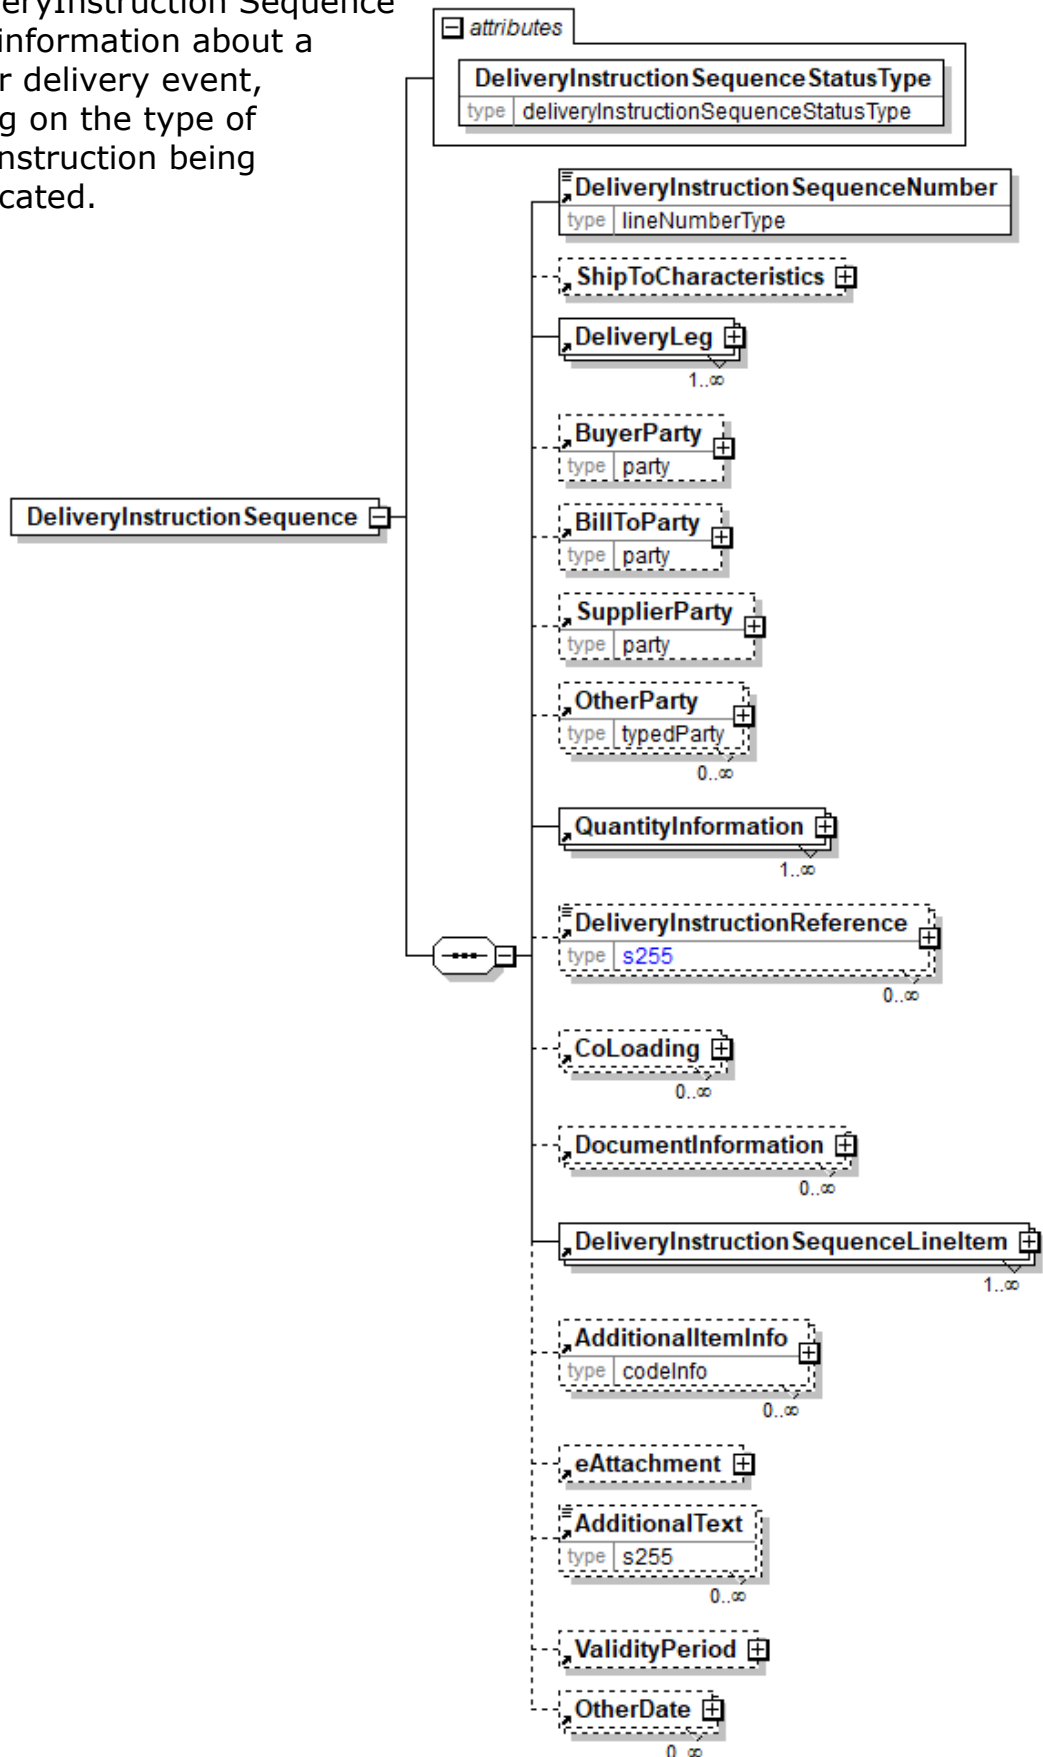 eryInstruction Sequence
information about a
r delivery event,
g on the type of
nstruction being
cated.
attributes
DeliveryInstructionSequenceStatusType
type deliveryInstructionSequenceStatusType
DeliveryInstructionSequenceNumber
type lineNumberType
ShipToCharacteristics
DeliveryLeg
1..∞
BuyerParty
type party
DeliveryInstructionSequence
BillToParty
type party
SupplierParty
type party
OtherParty
type typedParty
0..∞
QuantityInformation
1..∞
DeliveryInstructionReference
type s255
0..∞
CoLoading
0..∞
DocumentInformation
0..∞
DeliveryInstructionSequenceLineItem
1..∞
AdditionalItemInfo
type codeInfo
0..∞
eAttachment
AdditionalText
type s255
0..∞
ValidityPeriod
OtherDate
0..∞